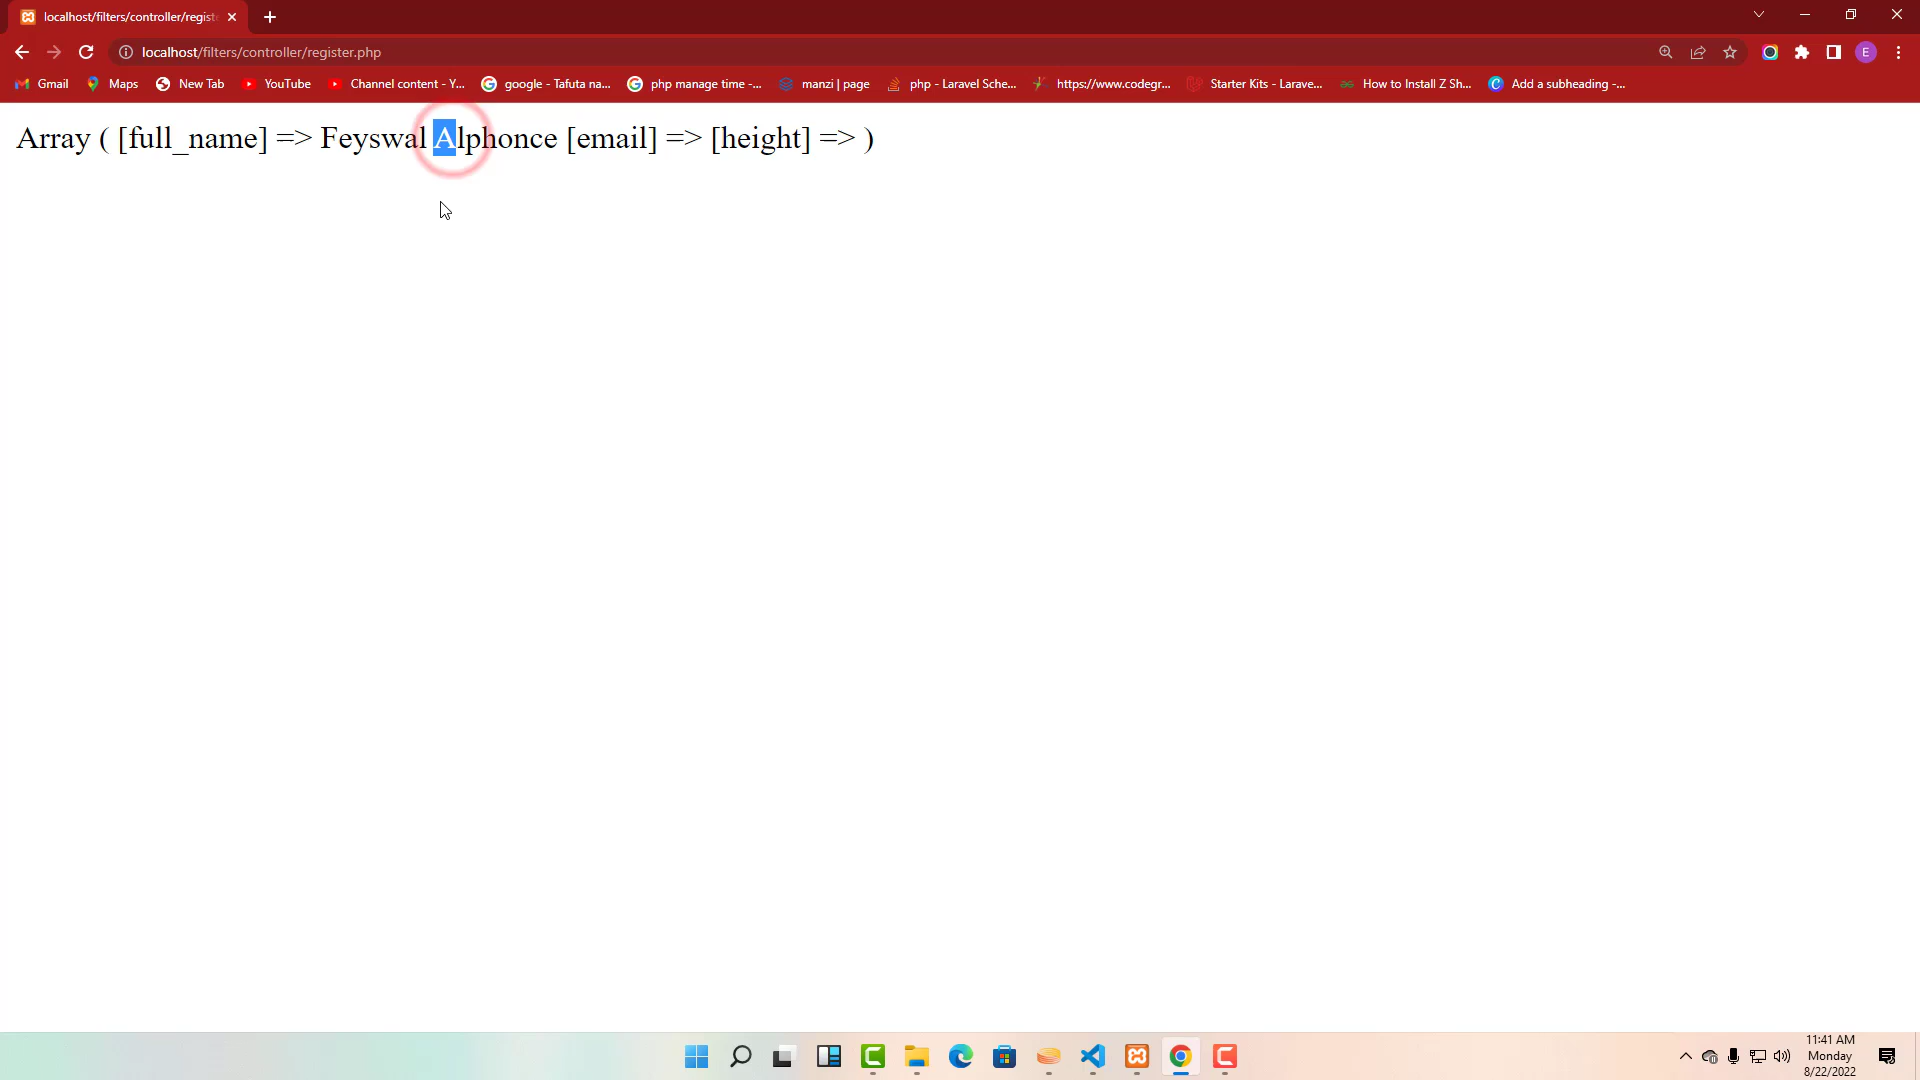 localhost/filters/controller/regist
localhost/filters/controller/register.php
E
Gmail
Maps
New Tab
YouTube
Channel content - Y...
google - Tafuta na...
php manage time -...
manzi | page
php - Laravel Sche...
https://www.codegr...
Starter Kits - Larave...
How to Install Z Sh...
Add a subheading -...
Array ( [full_name] => Feyswal Alphonce [email] => [height] => )
11:41 AM
Monday
8/22/2022